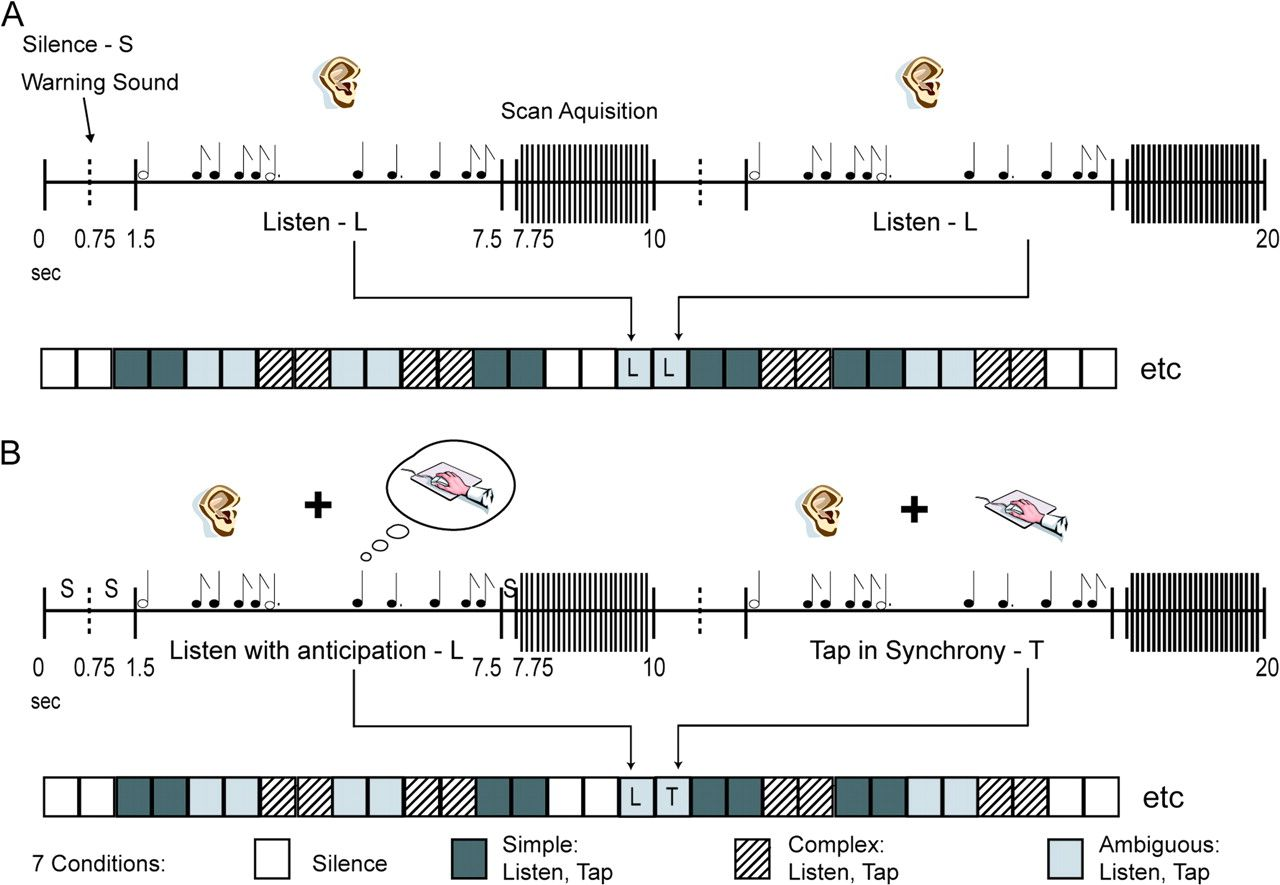 A
Silence - S
Warning Sound
Scan Aquisition
Listen - L
Listen - L
0 0.75 1.5 7.5 7.75 10 20
sec
L L
etc
B
S S S
Listen with anticipation - L
Tap in Synchrony - T
0 0.75 1.5 7.5 7.75 10 20
sec
L T
etc
7 Conditions:
Silence
Simple:
Listen, Tap
Complex:
Listen, Tap
Ambiguous:
Listen, Tap